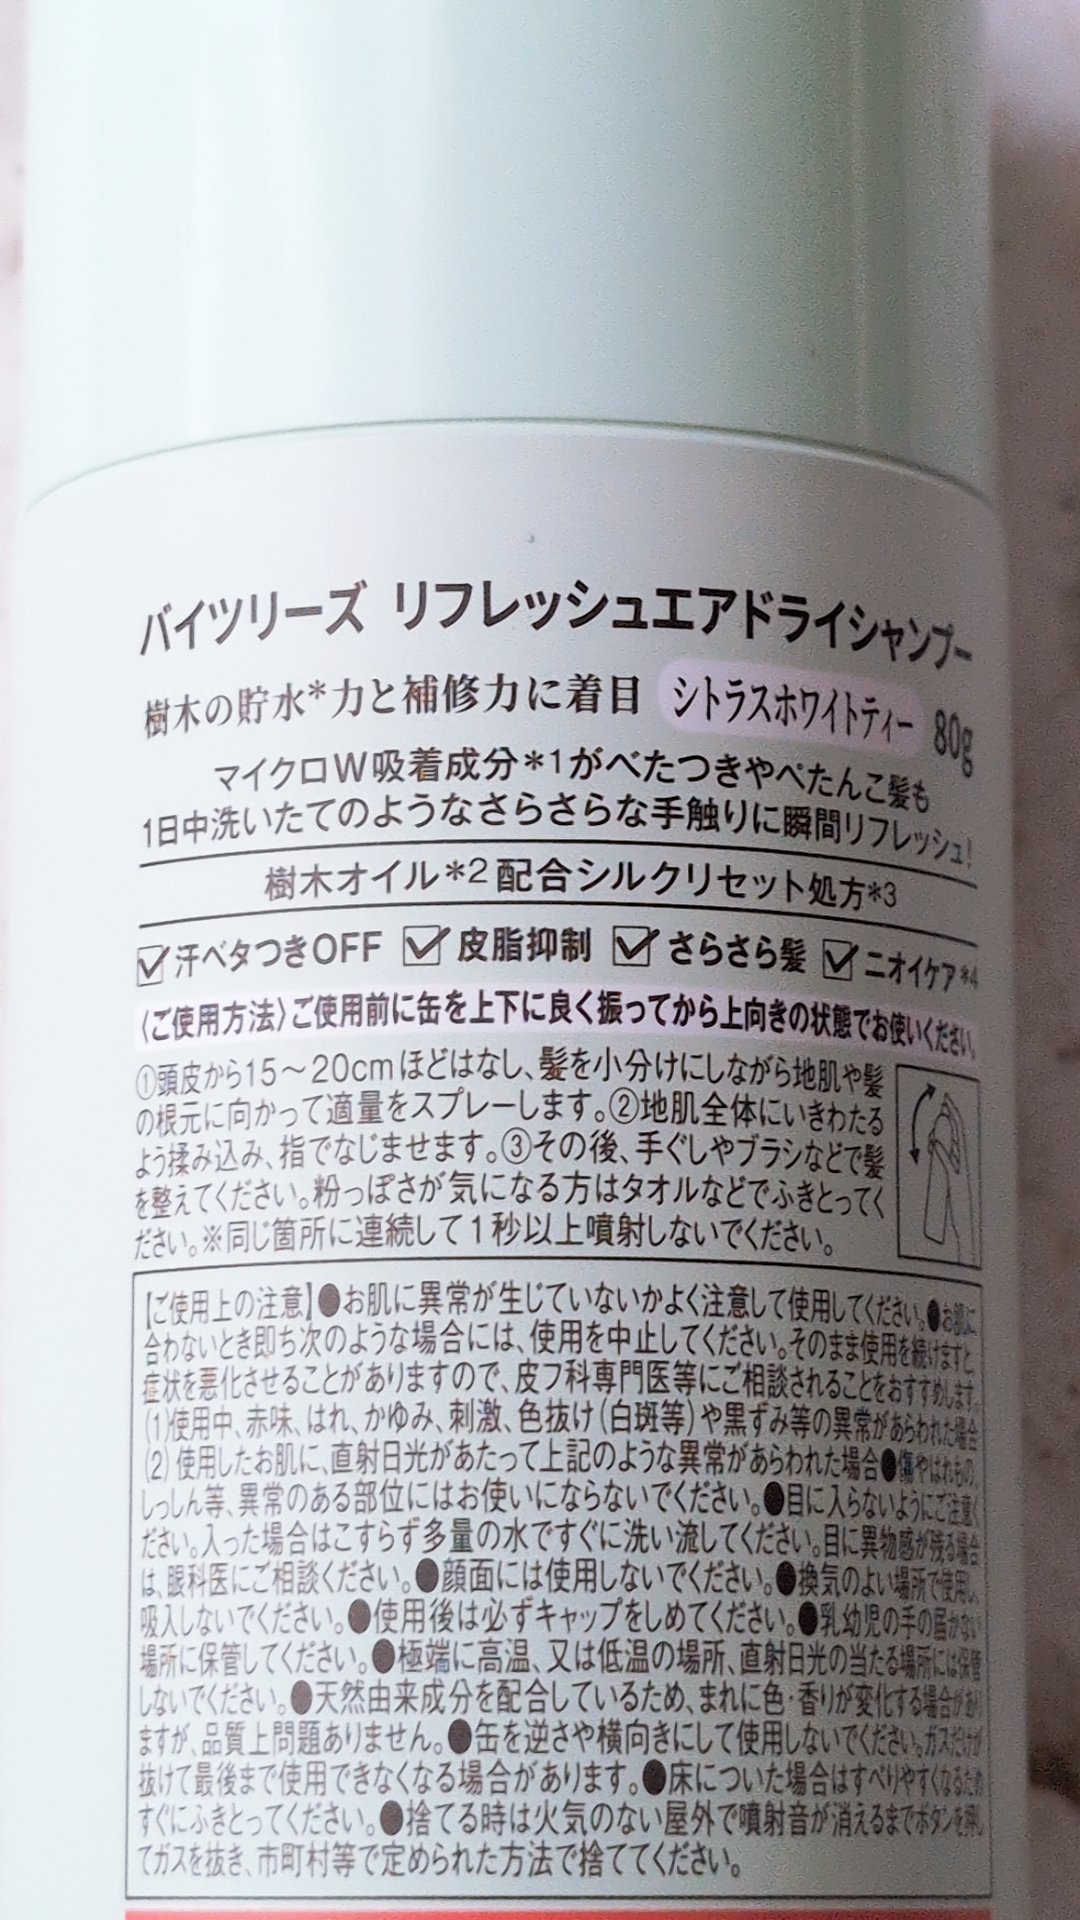 バイツリーズ リフレッシュエアドライシャンプー
樹木の貯水*力と補修力に着目 シトラスホワイトティー 80g
マイクロW吸着成分*1がべたつきやぺたんこ髪も
1日中洗いたてのようなさらさらな手触りに瞬間リフレッシュ!
樹木オイル*2配合シルクリセット処方*3
汗ベタつきOFF 皮脂抑制 さらさら髪 ニオイケア*4
〈ご使用方法〉ご使用前に缶を上下に良く振ってから上向きの状態でお使いください。
①頭皮から15～20cmほどはなし、髪を小分けにしながら地肌や髪
の根元に向かって適量をスプレーします。②地肌全体にいきわたる
よう揉み込み、指でなじませます。③その後、手ぐしやブラシなどで髪
を整えてください。粉っぽさが気になる方はタオルなどでふきとってく
ださい。※同じ箇所に連続して1秒以上噴射しないでください。
【ご使用上の注意】●お肌に異常が生じていないかよく注意して使用してください。●お肌に
合わないとき即ち次のような場合には、使用を中止してください。そのまま使用を続けますと、
症状を悪化させることがありますので、皮フ科専門医等にご相談されることをおすすめします。
(1)使用中、赤味、はれ、かゆみ、刺激、色抜け(白斑等)や黒ずみ等の異常があらわれた場合
(2)使用したお肌に、直射日光があたって上記のような異常があらわれた場合●傷やはれもの、
しっしん等、異常のある部位にはお使いにならないでください。●目に入らないようにご注意く
ださい。入った場合はこすらず多量の水ですぐに洗い流してください。目に異物感が残る場合
は、眼科医にご相談ください。●顔面には使用しないでください。●換気のよい場所で使用し、
吸入しないでください。●使用後は必ずキャップをしめてください。●乳幼児の手の届かない
場所に保管してください。●極端に高温、又は低温の場所、直射日光の当たる場所には保管
しないでください。●天然由来成分を配合しているため、まれに色・香りが変化する場合があり
ますが、品質上問題ありません。●缶を逆さや横向きにして使用しないでください。ガスだけが
抜けて最後まで使用できなくなる場合があります。●床についた場合はすべりやすくなるため
すぐにふきとってください。●捨てる時は火気のない屋外で噴射音が消えるまでボタンを押し
てガスを抜き、市町村等で定められた方法で捨ててください。